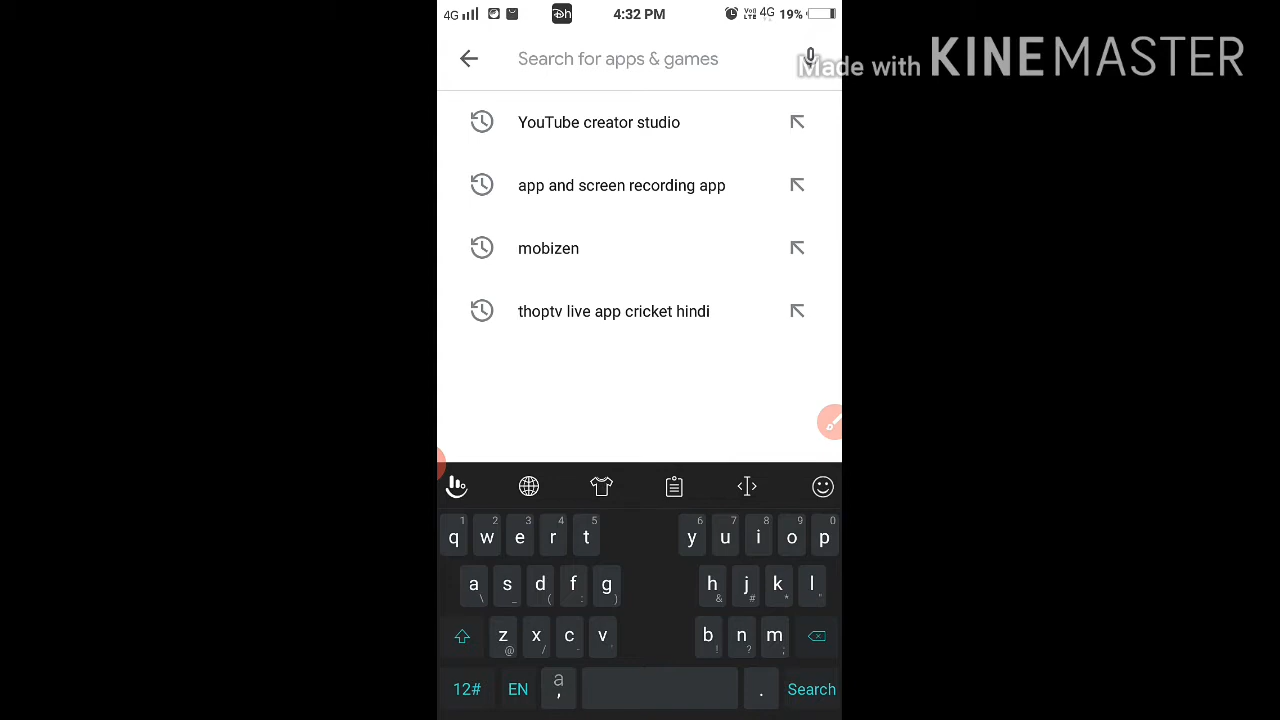 4G 4:32 PM VoI LTE 4G 19%
Search for apps & games
Made with KINEMASTER
YouTube creator studio
app and screen recording app
mobizen
thoptv live app cricket hindi
1 2 3 4 5 6 7 8 9 0
q w e r t y u i o p
a s d f g h j k l
\ _ ( : ) & # * "
z x c v b n m
@ / - ' ! ? ;
12# EN a , . Search